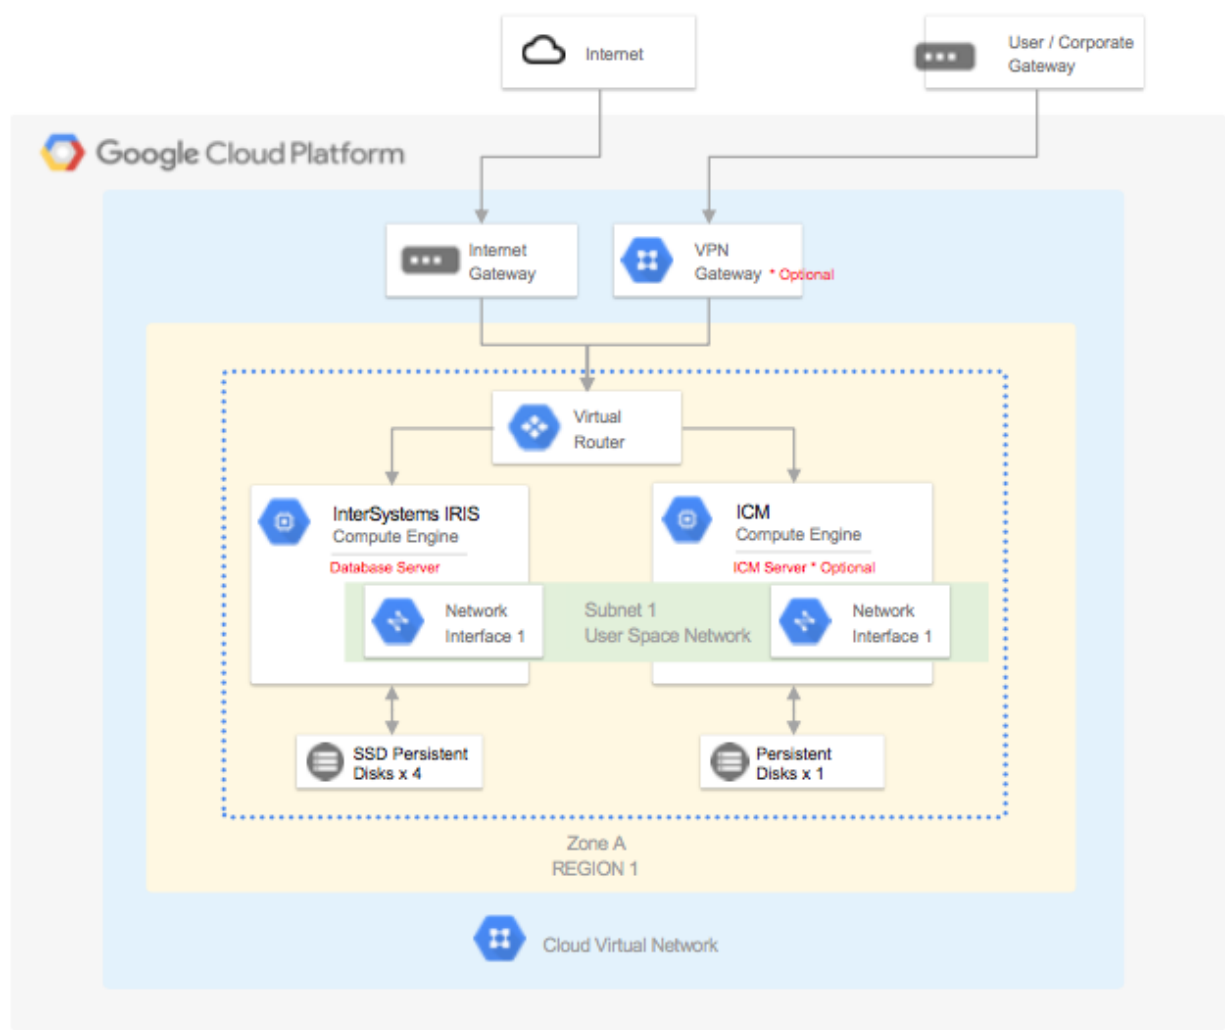 Internet
User / Corporate
Gateway
Google Cloud Platform
Internet
Gateway
VPN
Gateway * Optional
Virtual
Router
InterSystems IRIS
Compute Engine
Database Server
ICM
Compute Engine
ICM Server * Optional
Network
Interface 1
Subnet 1
User Space Network
Network
Interface 1
SSD Persistent
Disks x 4
Persistent
Disks x 1
Zone A
REGION 1
Cloud Virtual Network